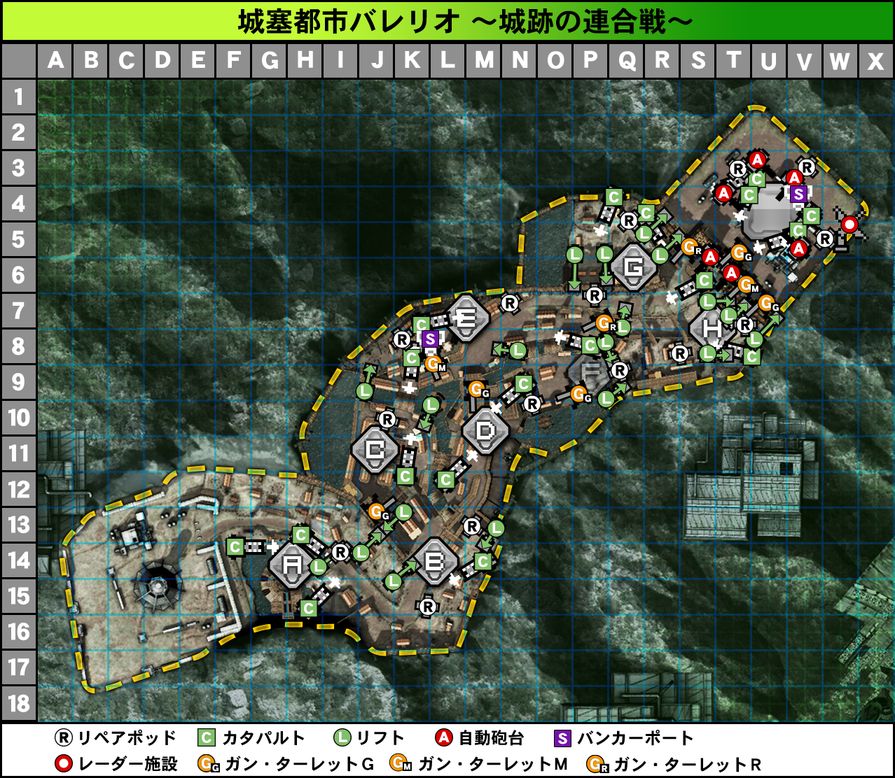 城塞都市バレリオ ～城跡の連合戦～
A B C D E F G H I J K L M N O P Q R S T U V W X
1
2
3
R A R
A C A
A C S
4
C
R C C
5
L C R
G R G G A
L L L G A
6
A G M
C
R
7
E R L G G
C G R L L R H
8
R S L C L R L C
C G M
9
F R
L G G C G G L
10
L R
R D
11
C
12
C C
13
G G L
R L
C C
14
A R L B C
L
L
15
C R
16
17
18
R リペアポッド C カタパルト L リフト A 自動砲台 S バンカーポート
レーダー施設 G G ガン・ターレットG G M ガン・ターレットM G R ガン・ターレットR